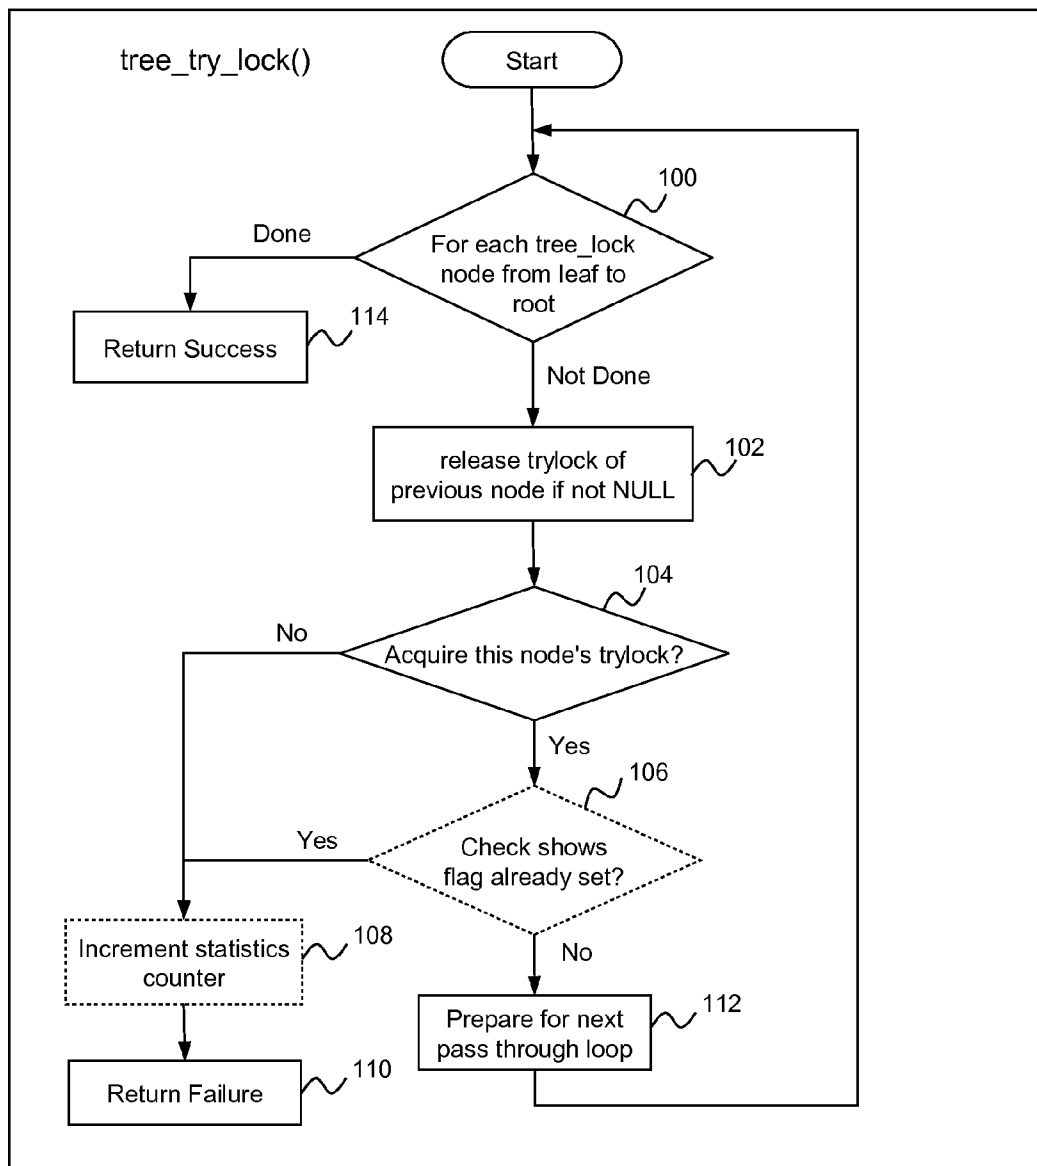 tree_try_lock()
Start
100
For each tree_lock
node from leaf to
root
Done
114
Return Success
Not Done
102
release trylock of
previous node if not NULL
104
Acquire this node's trylock?
No
Yes
106
Check shows
flag already set?
Yes
108
Increment statistics
counter
No
112
Prepare for next
pass through loop
110
Return Failure